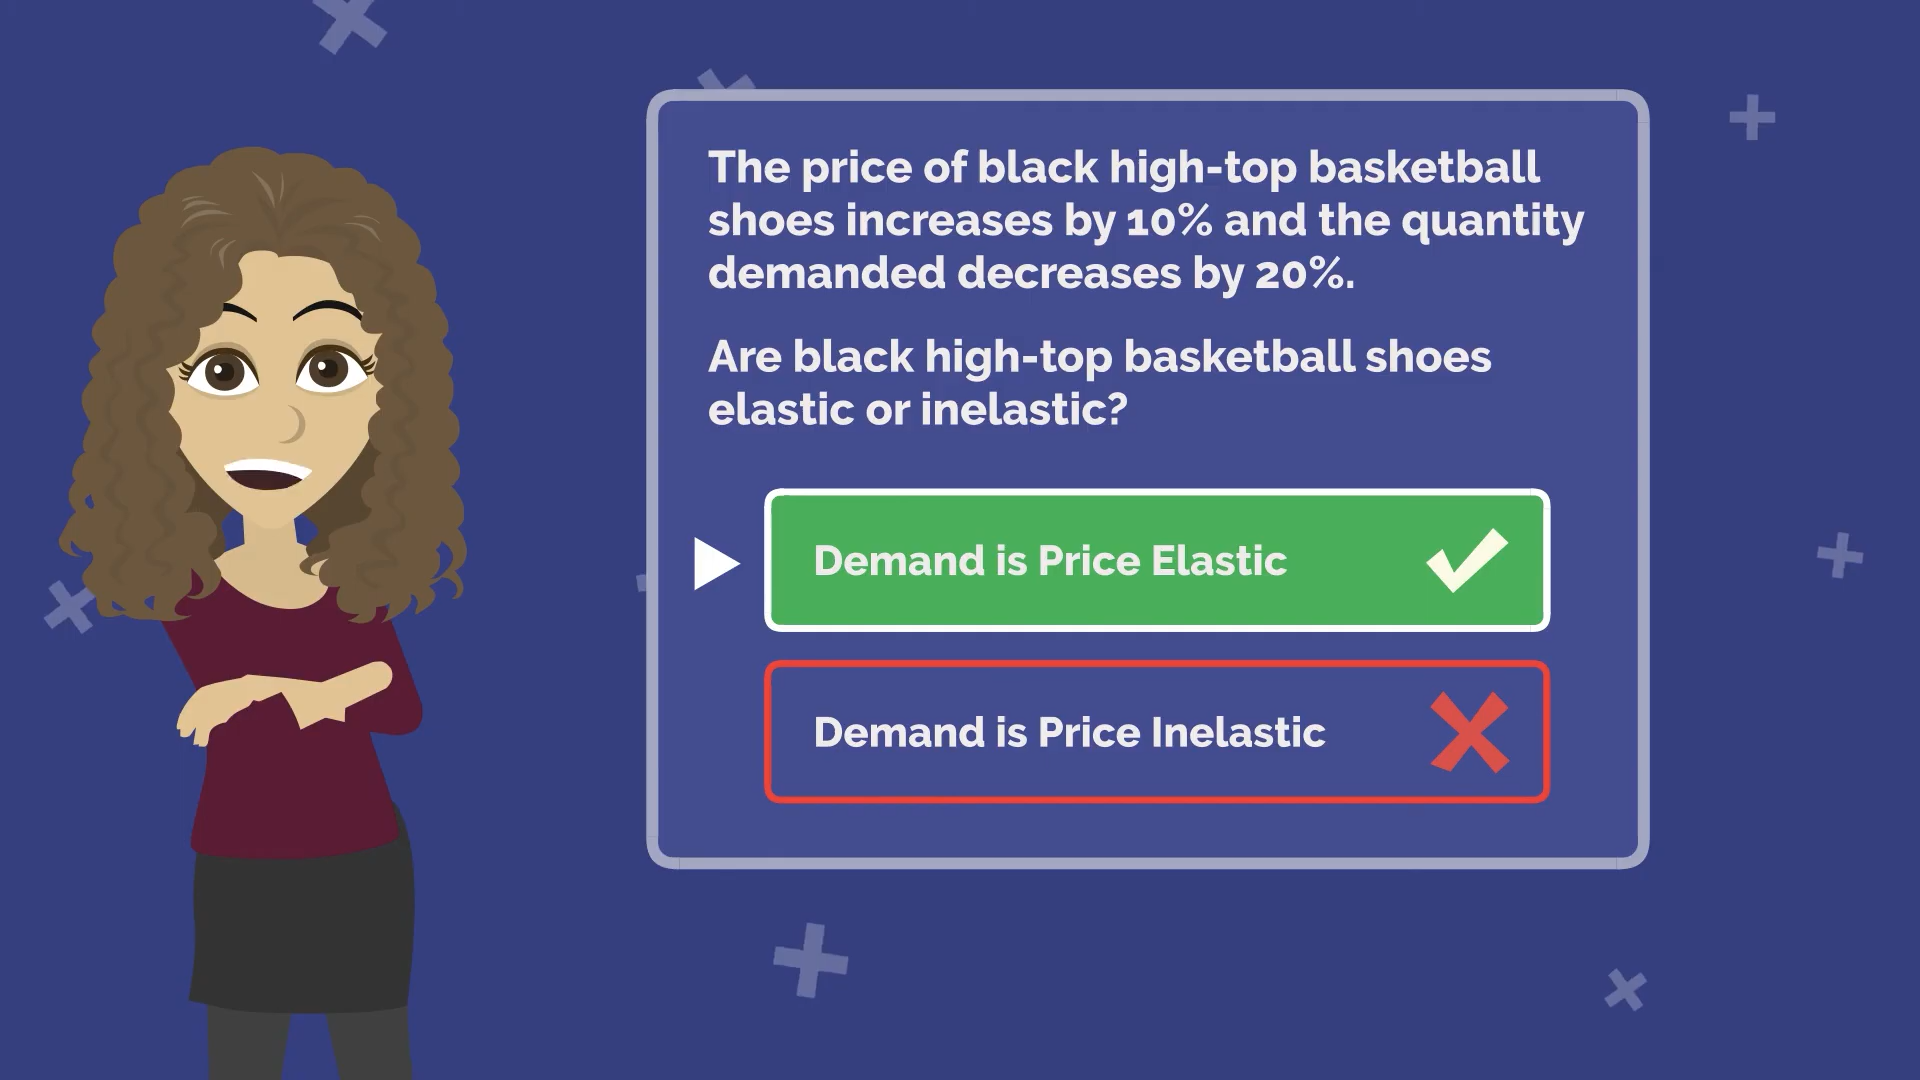 The price of black high-top basketball
shoes increases by 10% and the quantity
demanded decreases by 20%.
Are black high-top basketball shoes
elastic or inelastic?
Demand is Price Elastic
Demand is Price Inelastic